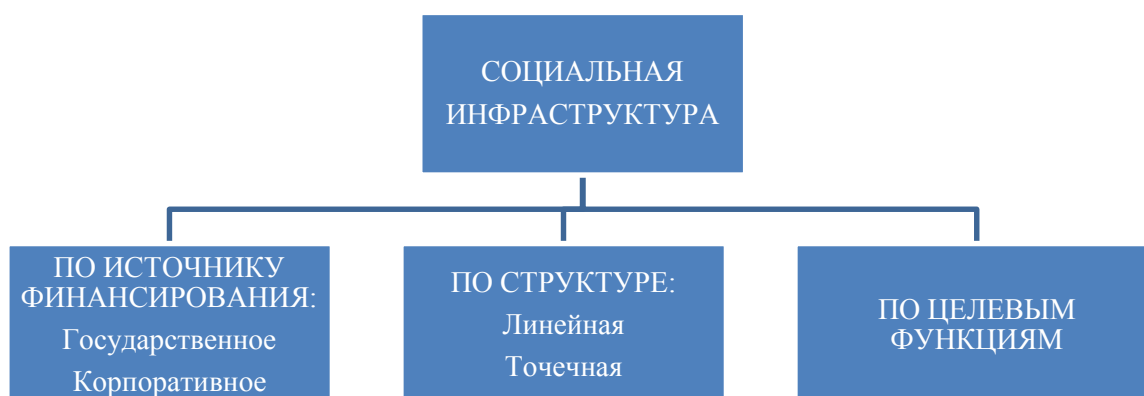 СОЦИАЛЬНАЯ
ИНФРАСТРУКТУРА
ПО ИСТОЧНИКУ
ФИНАНСИРОВАНИЯ:
Государственное
Корпоративное
ПО СТРУКТУРЕ:
Линейная
Точечная
ПО ЦЕЛЕВЫМ
ФУНКЦИЯМ